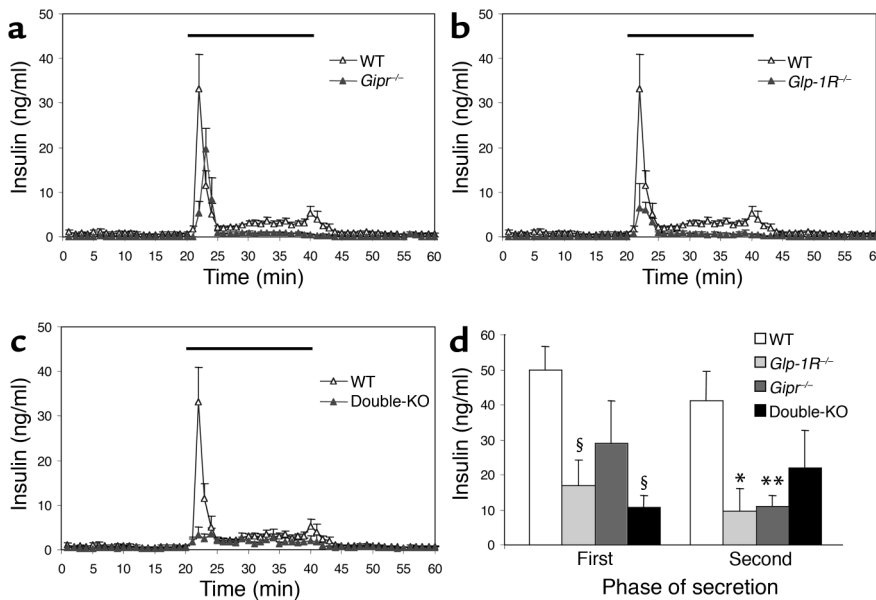 a
50
40
30
20
10
0
Insulin (ng/ml)
WT
Gipr–/–
0 5 10 15 20 25 30 35 40 45 50 55 60
Time (min)
b
50
40
30
20
10
0
Insulin (ng/ml)
WT
Glp-1R–/–
0 5 10 15 20 25 30 35 40 45 50 55 60
Time (min)
c
50
40
30
20
10
0
Insulin (ng/ml)
WT
Double-KO
0 5 10 15 20 25 30 35 40 45 50 55 60
Time (min)
d
60
50
40
30
20
10
0
Insulin (ng/ml)
WT
Glp-1R–/–
Gipr–/–
Double-KO
§ § * **
First Second
Phase of secretion